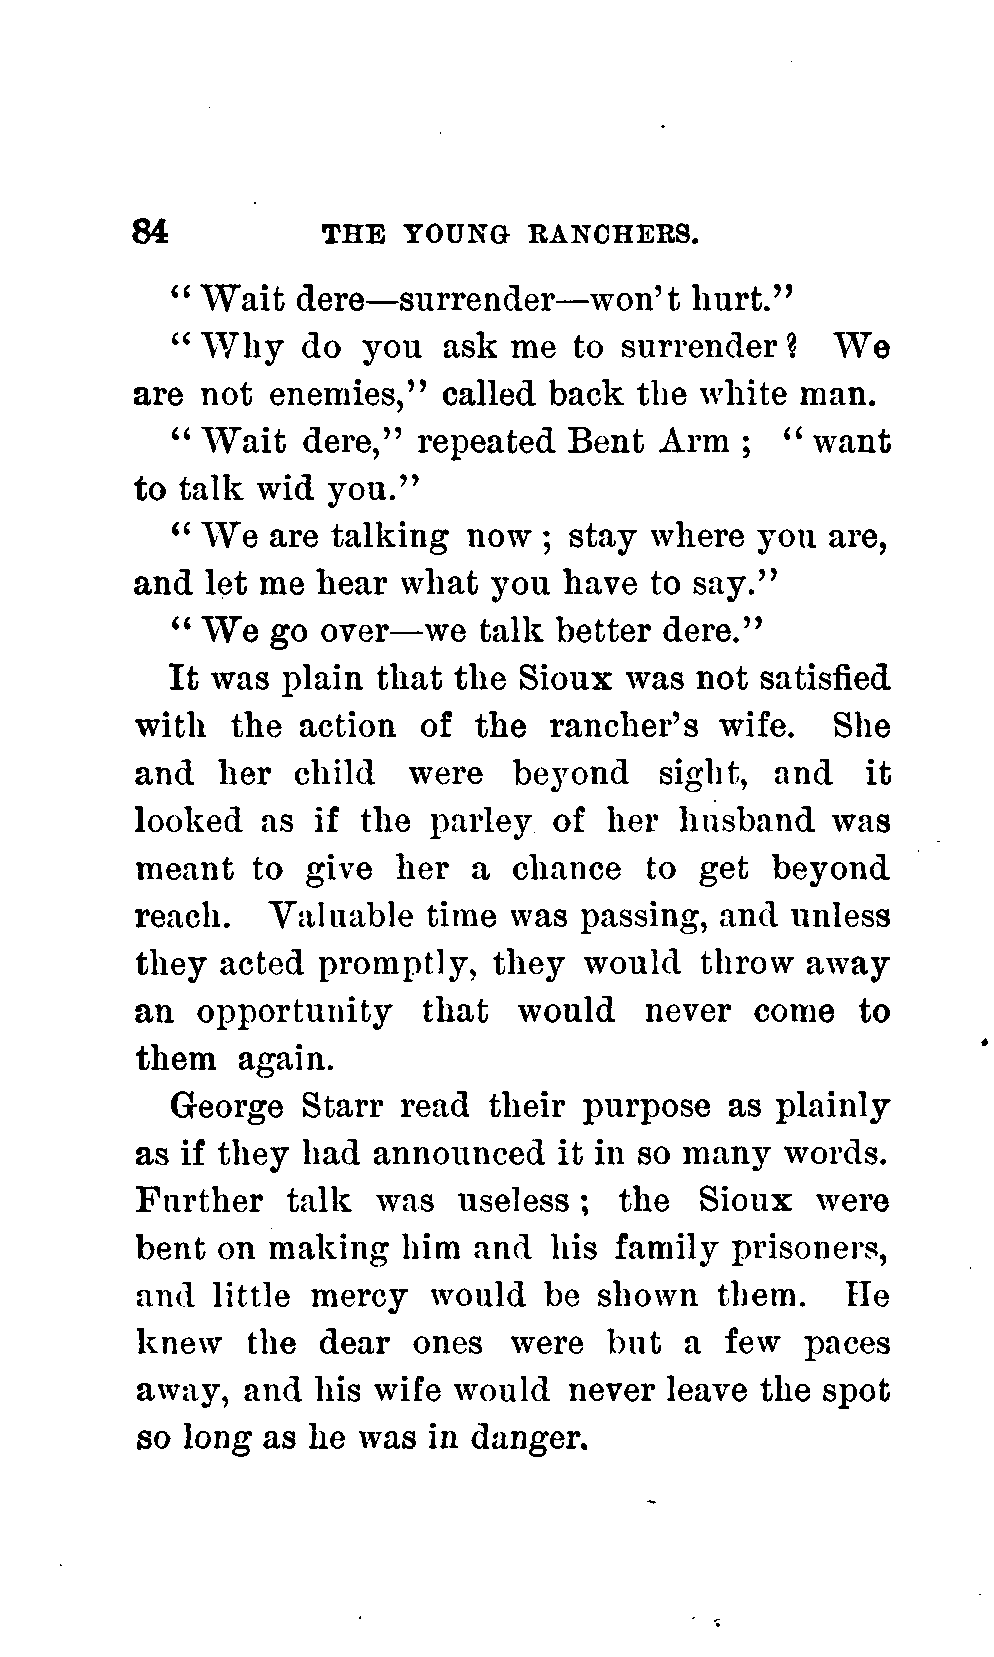 84 THE YOUNG RANCHERS.
“Wait dere—surrender—won’t hurt.”
“Why do you ask me to surrender? We
are not enemies,” called back the white man.
“Wait dere,” repeated Bent Arm; “want
to talk wid you.”
“We are talking now; stay where you are,
and let me hear what you have to say.”
“We go over—we talk better dere.”
It was plain that the Sioux was not satisfied
with the action of the rancher’s wife. She
and her child were beyond sight, and it
looked as if the parley of her husband was
meant to give her a chance to get beyond
reach. Valuable time was passing, and unless
they acted promptly, they would throw away
an opportunity that would never come to
them again.
George Starr read their purpose as plainly
as if they had announced it in so many words.
Further talk was useless; the Sioux were
bent on making him and his family prisoners,
and little mercy would be shown them. He
knew the dear ones were but a few paces
away, and his wife would never leave the spot
so long as he was in danger.